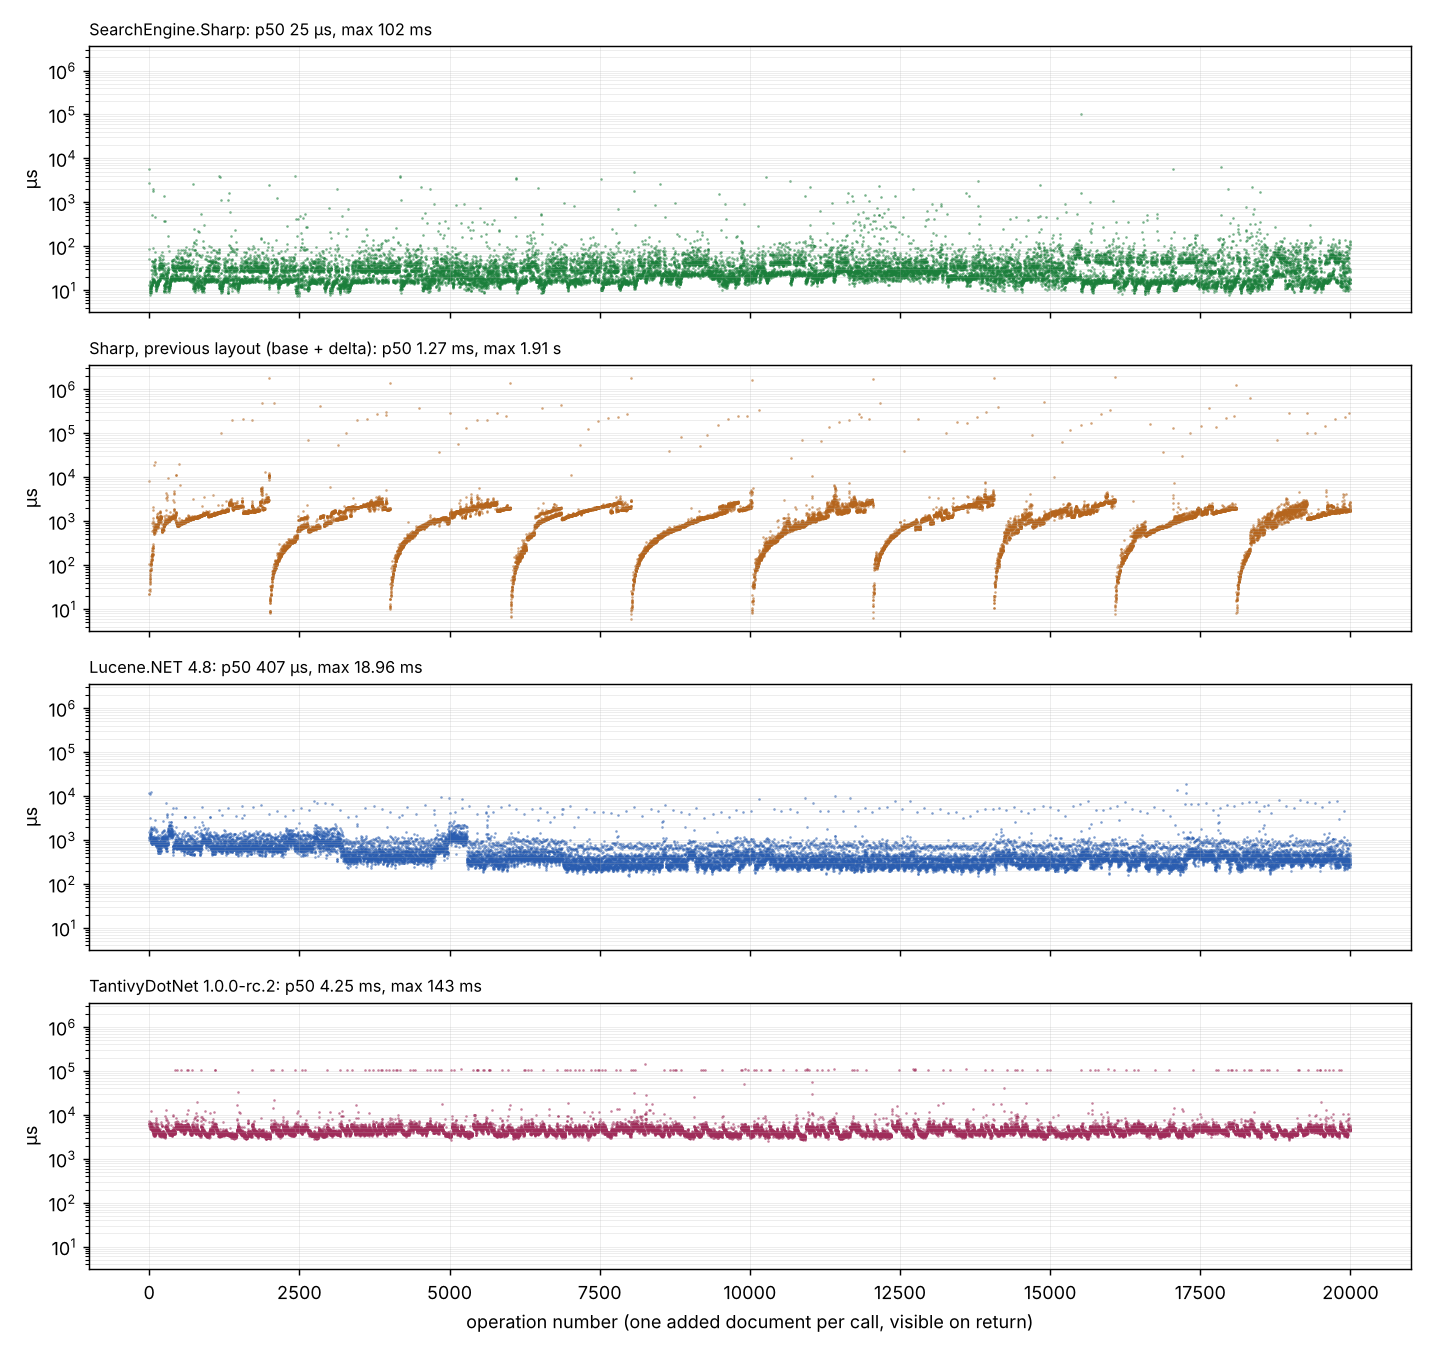 SearchEngine.Sharp: p50 25 µs, max 102 ms
10⁶
10⁵
10⁴
10³
10²
10¹
µs
Sharp, previous layout (base + delta): p50 1.27 ms, max 1.91 s
10⁶
10⁵
10⁴
10³
10²
10¹
µs
Lucene.NET 4.8: p50 407 µs, max 18.96 ms
10⁶
10⁵
10⁴
10³
10²
10¹
µs
TantivyDotNet 1.0.0-rc.2: p50 4.25 ms, max 143 ms
10⁶
10⁵
10⁴
10³
10²
10¹
µs
0 2500 5000 7500 10000 12500 15000 17500 20000
operation number (one added document per call, visible on return)